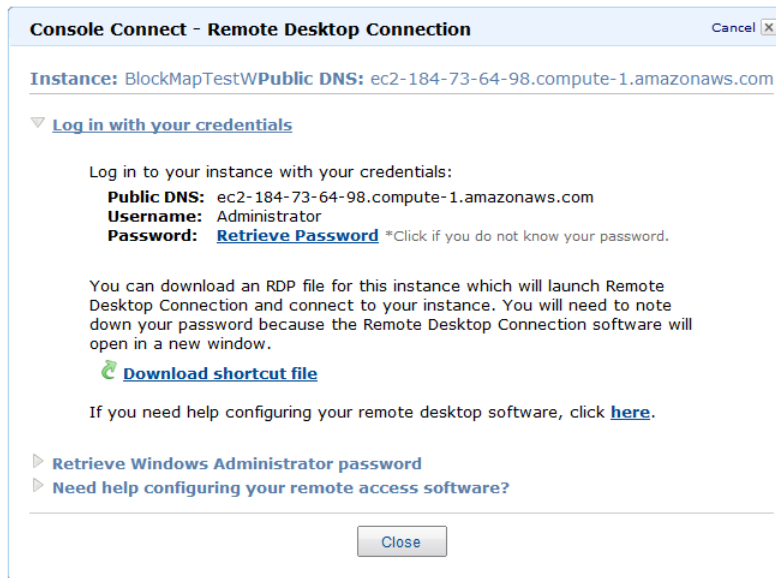 Console Connect - Remote Desktop Connection
Cancel
Instance: BlockMapTestWPublic DNS: ec2-184-73-64-98.compute-1.amazonaws.com
Log in with your credentials
Log in to your instance with your credentials:
Public DNS: ec2-184-73-64-98.compute-1.amazonaws.com
Username: Administrator
Password: Retrieve Password *Click if you do not know your password.
You can download an RDP file for this instance which will launch Remote
Desktop Connection and connect to your instance. You will need to note
down your password because the Remote Desktop Connection software will
open in a new window.
Download shortcut file
If you need help configuring your remote desktop software, click here.
Retrieve Windows Administrator password
Need help configuring your remote access software?
Close